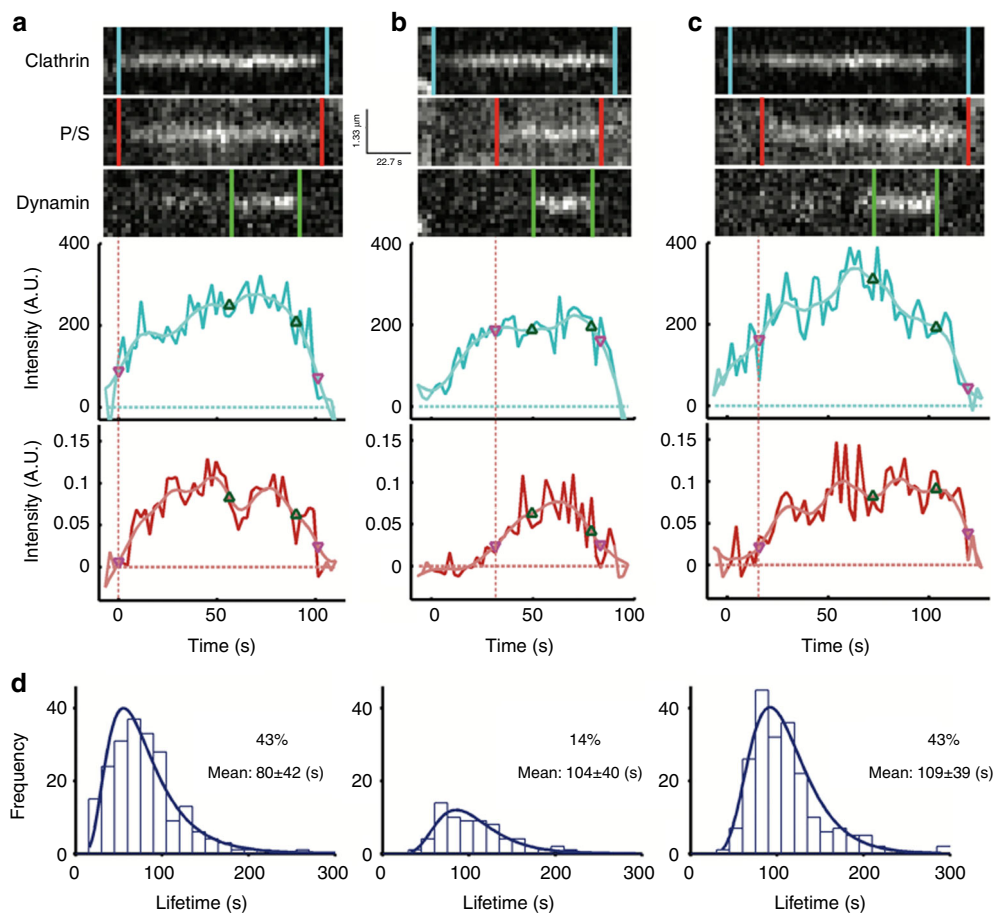 a
b
c
Clathrin
P/S
Dynamin
1.33 μm
22.7 s
Intensity (A.U.)
400
200
0
400
200
0
400
200
0
Intensity (A.U.)
0.15
0.1
0.05
0
0.15
0.1
0.05
0
0.15
0.1
0.05
0
0 50 100
0 50 100
0 50 100
Time (s)
Time (s)
Time (s)
d
Frequency
40
20
0
43%
Mean: 80±42 (s)
0 100 200 300
Lifetime (s)
40
20
0
14%
Mean: 104±40 (s)
0 100 200 300
Lifetime (s)
40
20
0
43%
Mean: 109±39 (s)
0 100 200 300
Lifetime (s)